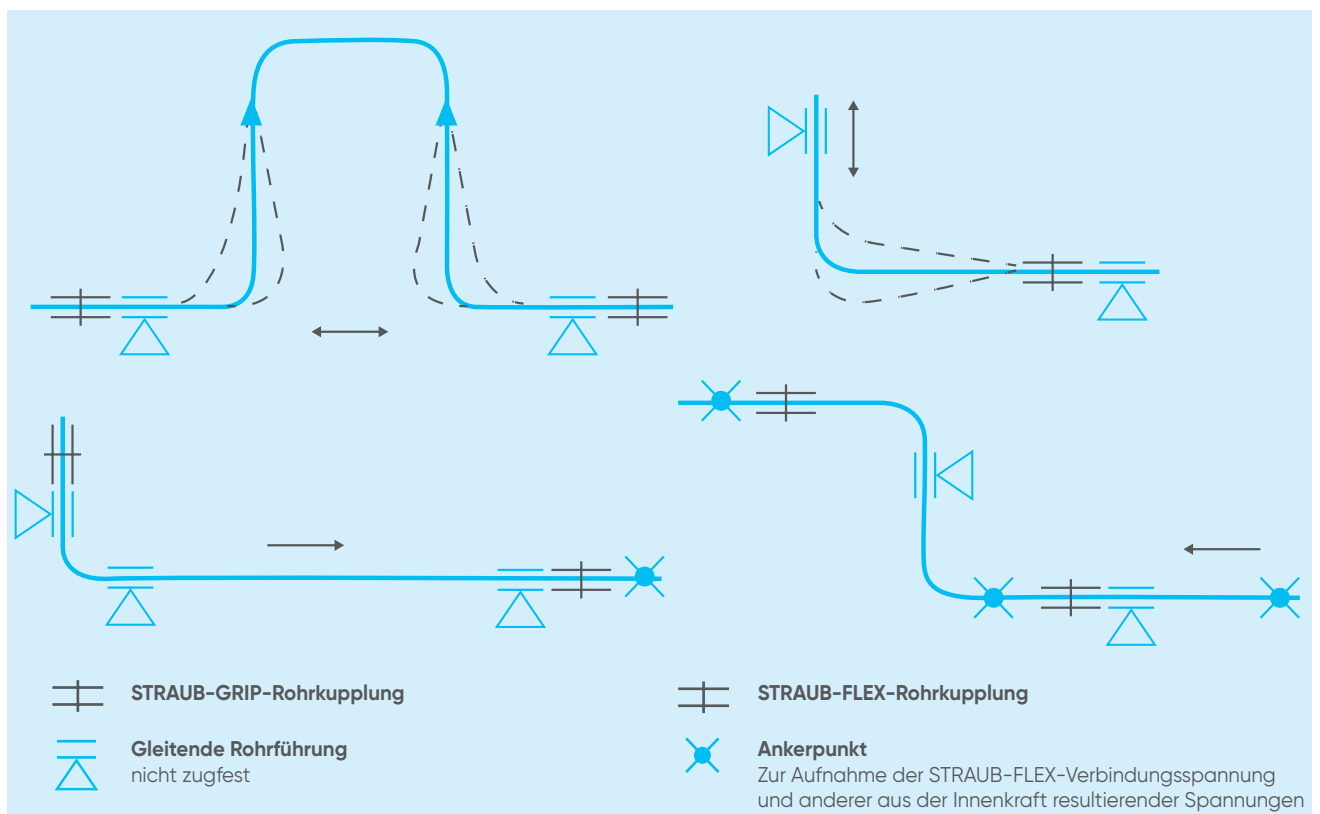 STRAUB-GRIP-Rohrkupplung
STRAUB-FLEX-Rohrkupplung
Gleitende Rohrführung
nicht zugfest
Ankerpunkt
Zur Aufnahme der STRAUB-FLEX-Verbindungsspannung
und anderer aus der Innenkraft resultierender Spannungen